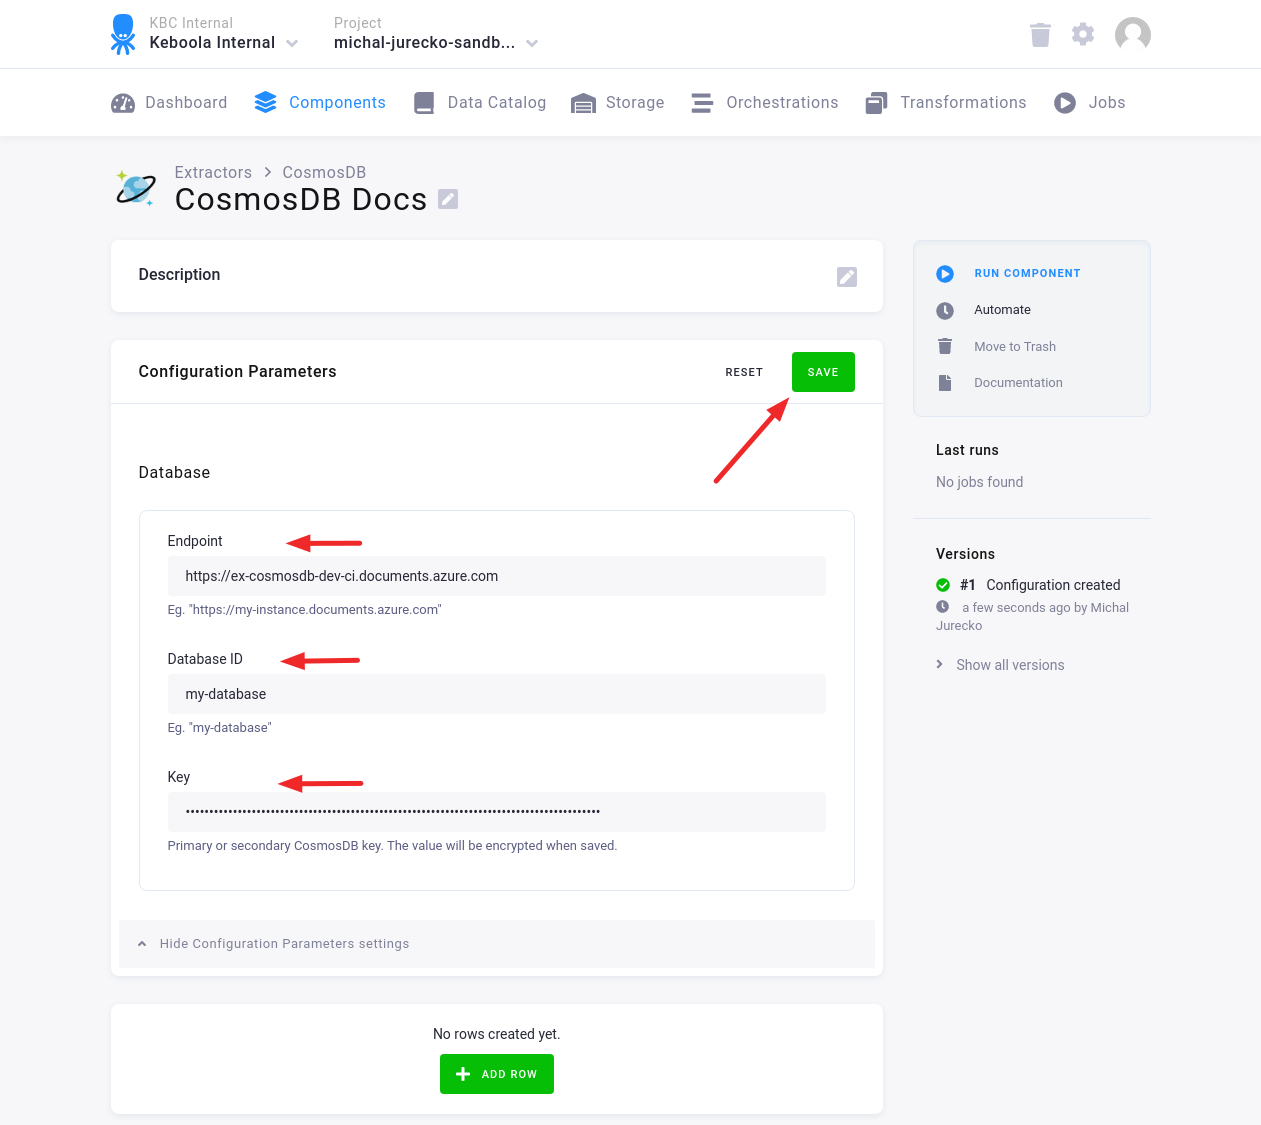 KBC Internal
Keboola Internal
Project
michal-jurecko-sandb...
Dashboard
Components
Data Catalog
Storage
Orchestrations
Transformations
Jobs
Extractors > CosmosDB
CosmosDB Docs
Description
Configuration Parameters
RESET
SAVE
Database
Endpoint
https://ex-cosmosdb-dev-ci.documents.azure.com
Eg. "https://my-instance.documents.azure.com"
Database ID
my-database
Eg. "my-database"
Key
Primary or secondary CosmosDB key. The value will be encrypted when saved.
Hide Configuration Parameters settings
No rows created yet.
ADD ROW
RUN COMPONENT
Automate
Move to Trash
Documentation
Last runs
No jobs found
Versions
#1 Configuration created
a few seconds ago by Michal
Jurecko
Show all versions